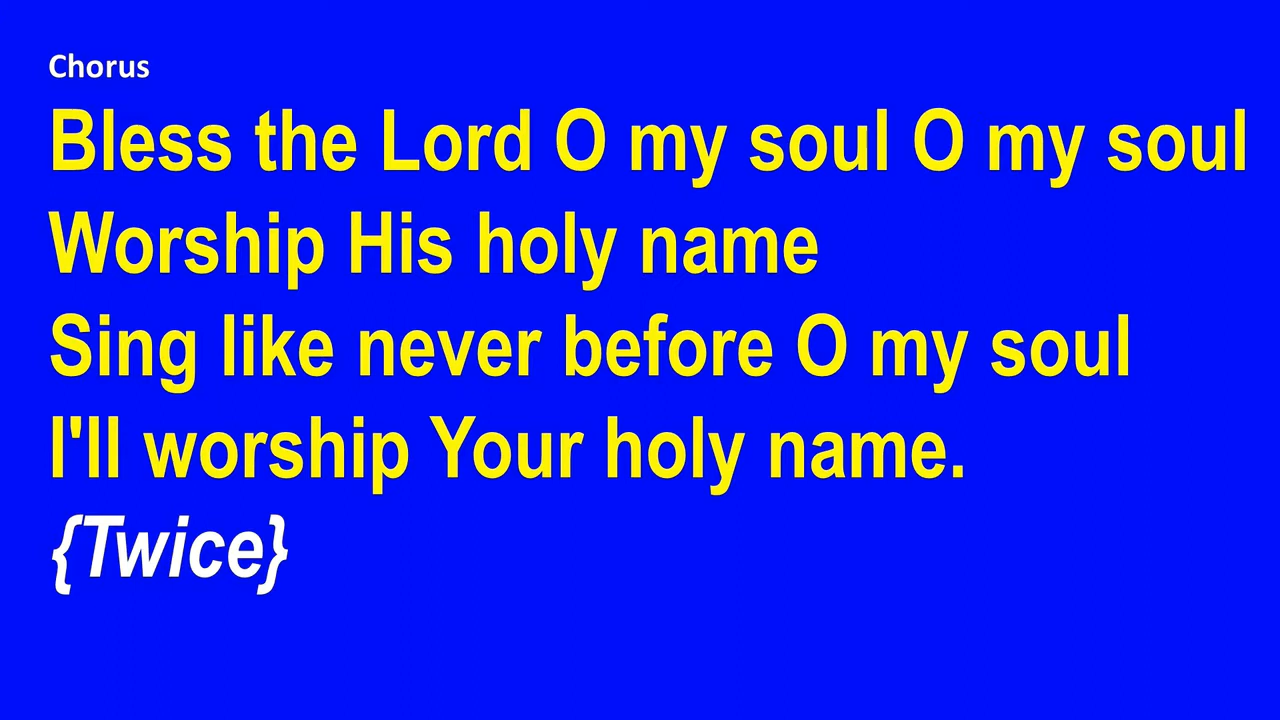 Chorus
Bless the Lord O my soul O my soul
Worship His holy name
Sing like never before O my soul
I'll worship Your holy name.
{Twice}